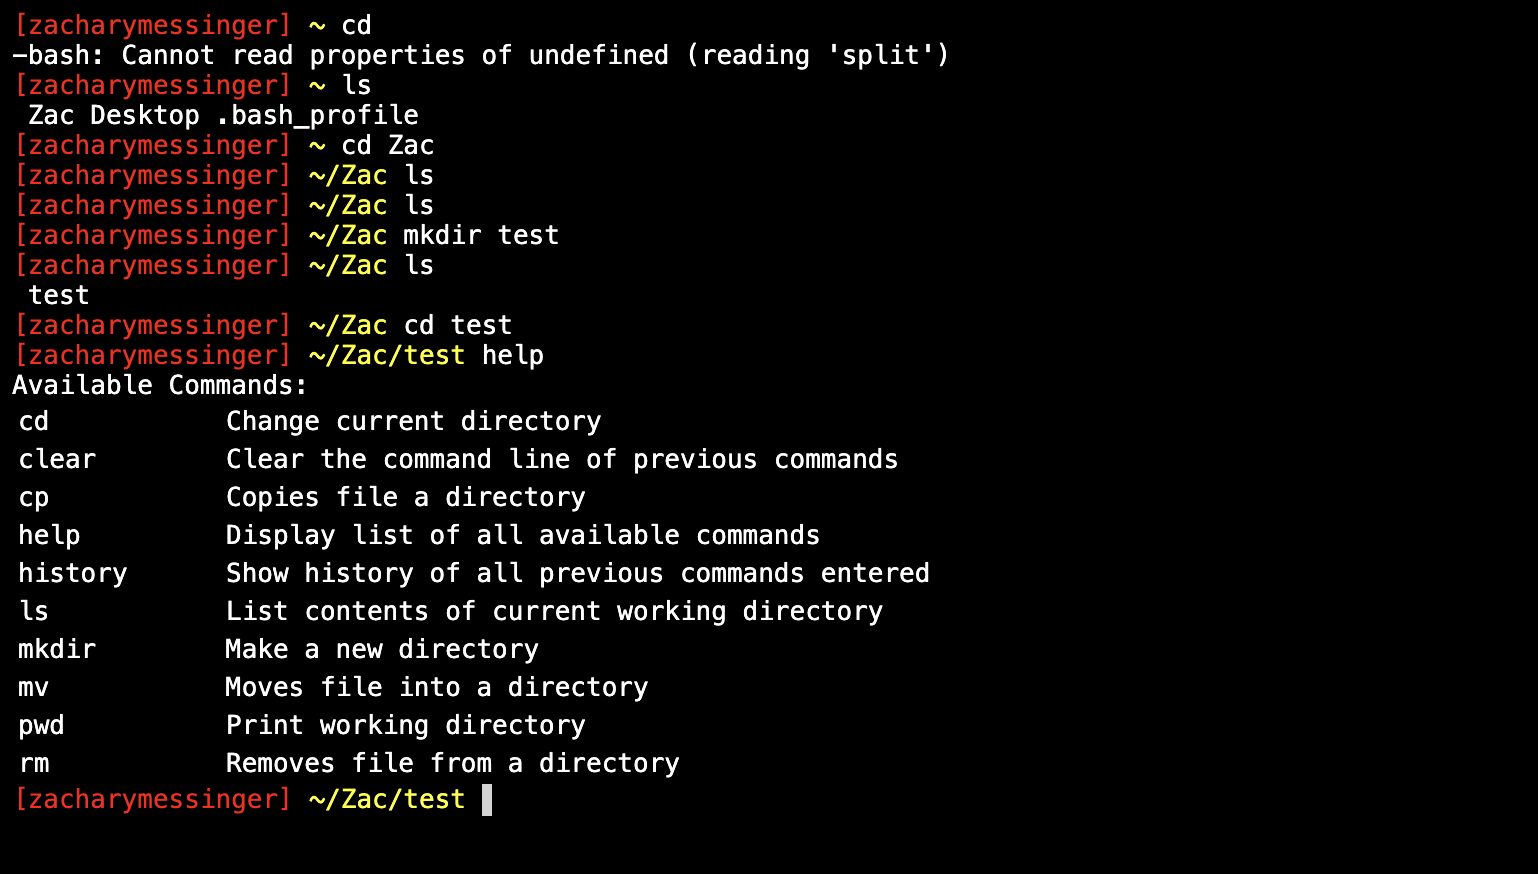 [zacharymessinger] ~ cd
-bash: Cannot read properties of undefined (reading 'split')
[zacharymessinger] ~ ls
Zac Desktop .bash_profile
[zacharymessinger] ~ cd Zac
[zacharymessinger] ~/Zac ls
[zacharymessinger] ~/Zac ls
[zacharymessinger] ~/Zac mkdir test
[zacharymessinger] ~/Zac ls
test
[zacharymessinger] ~/Zac cd test
[zacharymessinger] ~/Zac/test help
Available Commands:
cd Change current directory
clear Clear the command line of previous commands
cp Copies file a directory
help Display list of all available commands
history Show history of all previous commands entered
ls List contents of current working directory
mkdir Make a new directory
mv Moves file into a directory
pwd Print working directory
rm Removes file from a directory
[zacharymessinger] ~/Zac/test